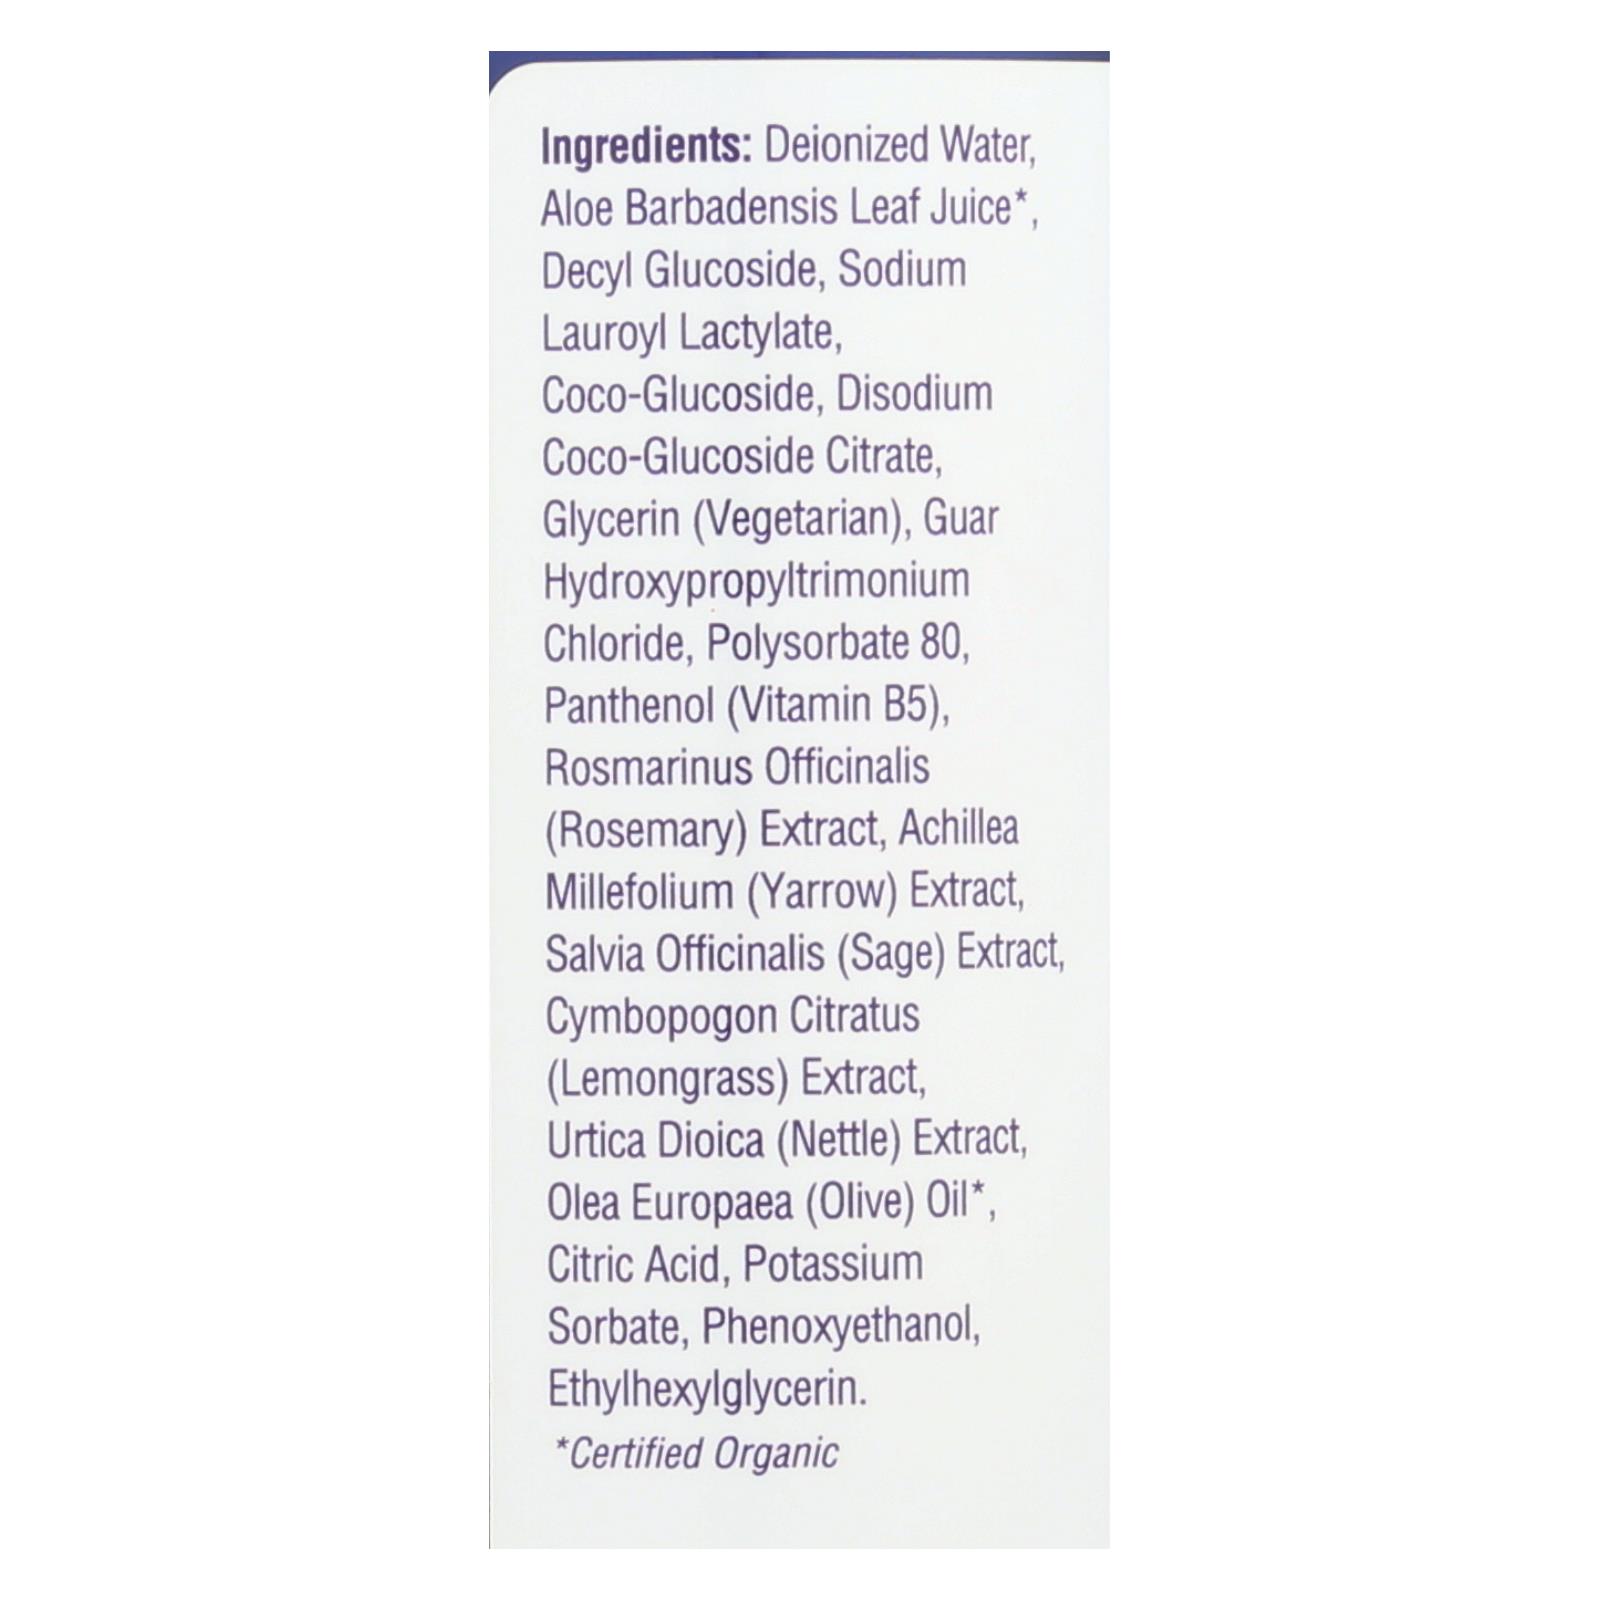 Ingredients: Deionized Water,
Aloe Barbadensis Leaf Juice*,
Decyl Glucoside, Sodium
Lauroyl Lactylate,
Coco-Glucoside, Disodium
Coco-Glucoside Citrate,
Glycerin (Vegetarian), Guar
Hydroxypropyltrimonium
Chloride, Polysorbate 80,
Panthenol (Vitamin B5),
Rosmarinus Officinalis
(Rosemary) Extract, Achillea
Millefolium (Yarrow) Extract,
Salvia Officinalis (Sage) Extract,
Cymbopogon Citratus
(Lemongrass) Extract,
Urtica Dioica (Nettle) Extract,
Olea Europaea (Olive) Oil*,
Citric Acid, Potassium
Sorbate, Phenoxyethanol,
Ethylhexylglycerin.
*Certified Organic